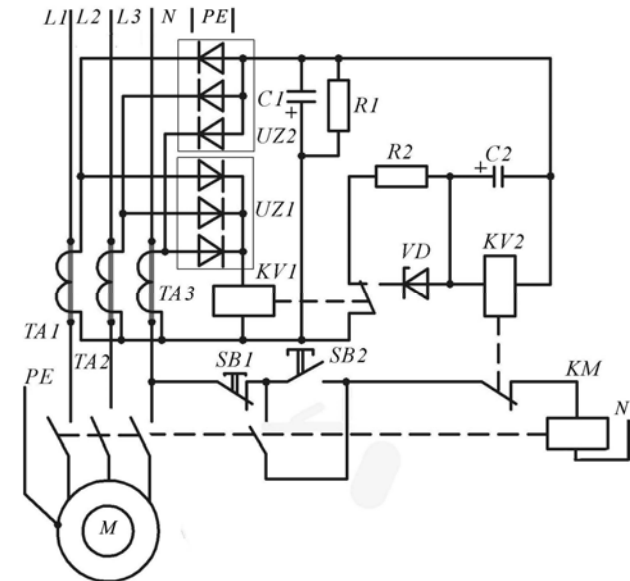 L1 L2 L3 N PE
C1
+
R1
UZ2
R2
C2
+
UZ1
VD
KV2
KV1
TA3
TA1
TA2
SB1
SB2
PE
KM
N
M